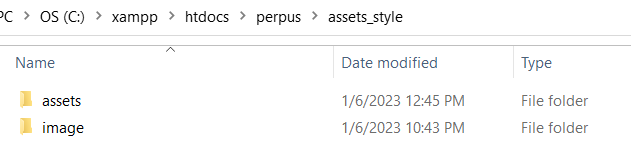 PC > OS (C:) > xampp > htdocs > perpus > assets_style
Name Date modified Type
assets 1/6/2023 12:45 PM File folder
image 1/6/2023 10:43 PM File folder